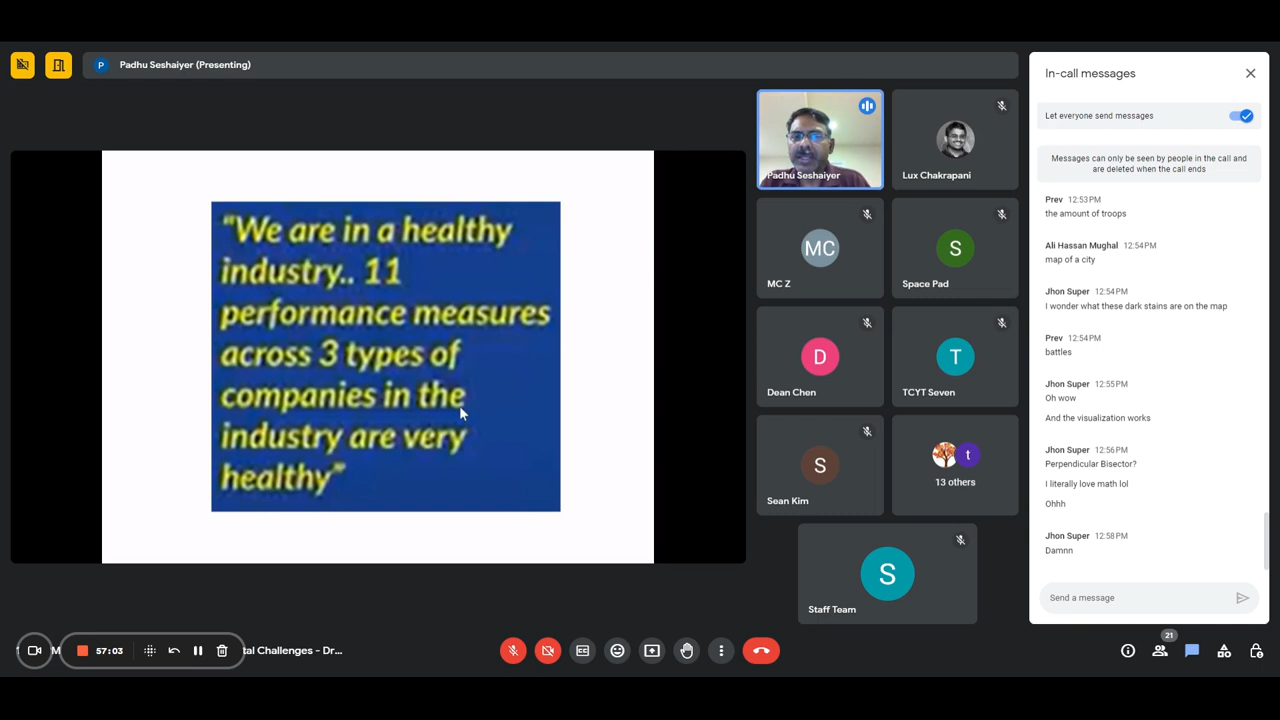 Padhu Seshaiyer (Presenting)
"We are in a healthy
industry.. 11
performance measures
across 3 types of
companies in the
industry are very
healthy"
Padhu Seshaiyer
Lux Chakrapani
MC
MC Z
S
Space Pad
D
Dean Chen
T
TCYT Seven
S
Sean Kim
t
13 others
S
Staff Team
In-call messages
Let everyone send messages
Messages can only be seen by people in the call and
are deleted when the call ends
Prev 12:53 PM
the amount of troops
Ali Hassan Mughal 12:54 PM
map of a city
Jhon Super 12:54 PM
I wonder what these dark stains are on the map
Prev 12:54 PM
battles
Jhon Super 12:55 PM
Oh wow
And the visualization works
Jhon Super 12:56 PM
Perpendicular Bisector?
I literally love math lol
Ohhh
Jhon Super 12:58 PM
Damnn
Send a message
57:03
tal Challenges - Dr...
21